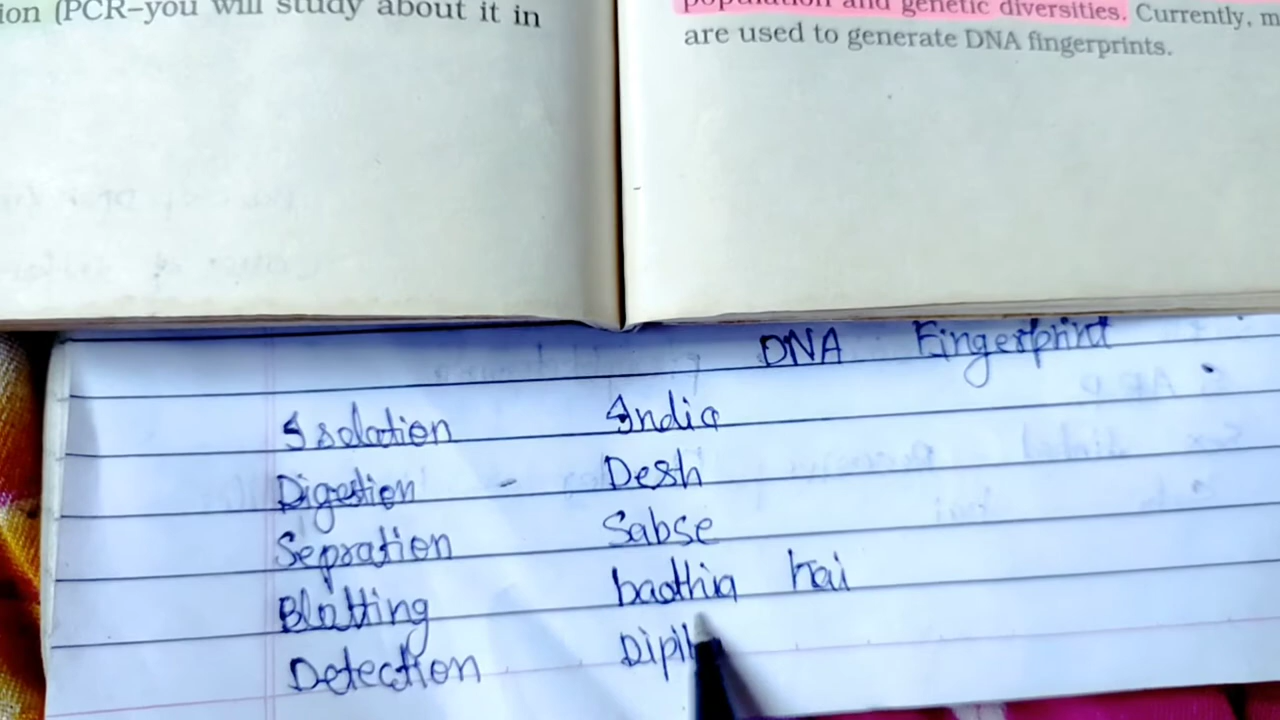 ion (PCR–you will study about it in
population and genetic diversities. Currently, m
are used to generate DNA fingerprints.
DNA Fingerprint
Isolation India
Digestion - Desh
Sepration Sabse
Blotting badhia hai
Detection